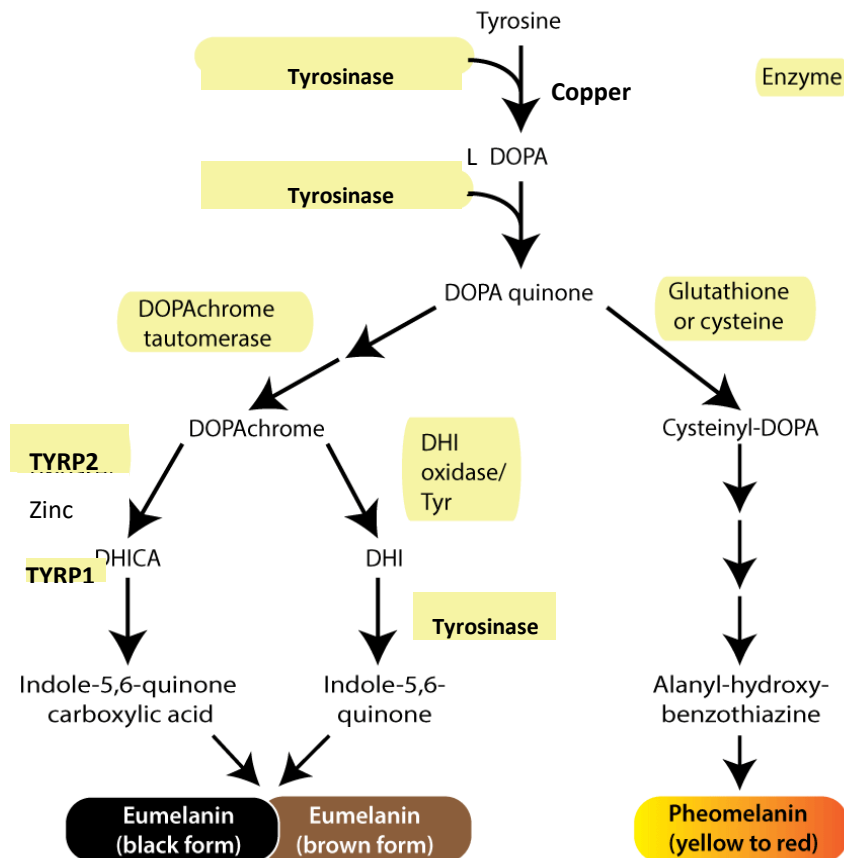 Tyrosine
Tyrosinase
Copper
Enzyme
L DOPA
Tyrosinase
DOPA quinone
DOPAchrome
tautomerase
Glutathione
or cysteine
DOPAchrome
Cysteinyl-DOPA
TYRP2
DHI
oxidase/
Tyr
Zinc
DHICA
DHI
TYRP1
Tyrosinase
Indole-5,6-quinone
carboxylic acid
Indole-5,6-
quinone
Alanyl-hydroxy-
benzothiazine
Eumelanin
(black form)
Eumelanin
(brown form)
Pheomelanin
(yellow to red)